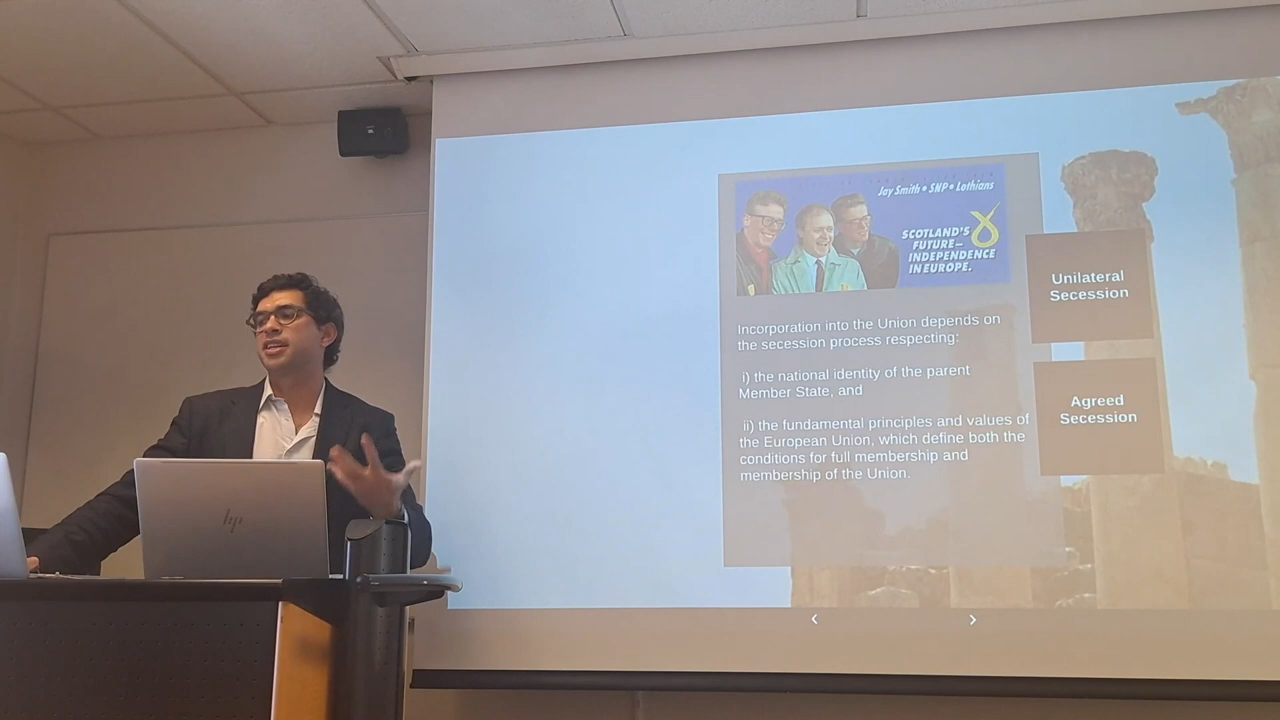 Jay Smith • SNP • Lothians
SCOTLAND'S
FUTURE–
INDEPENDENCE
IN EUROPE.
Incorporation into the Union depends on
the secession process respecting:
i) the national identity of the parent
Member State, and
ii) the fundamental principles and values of
the European Union, which define both the
conditions for full membership and
membership of the Union.
Unilateral
Secession
Agreed
Secession
hp
JBL